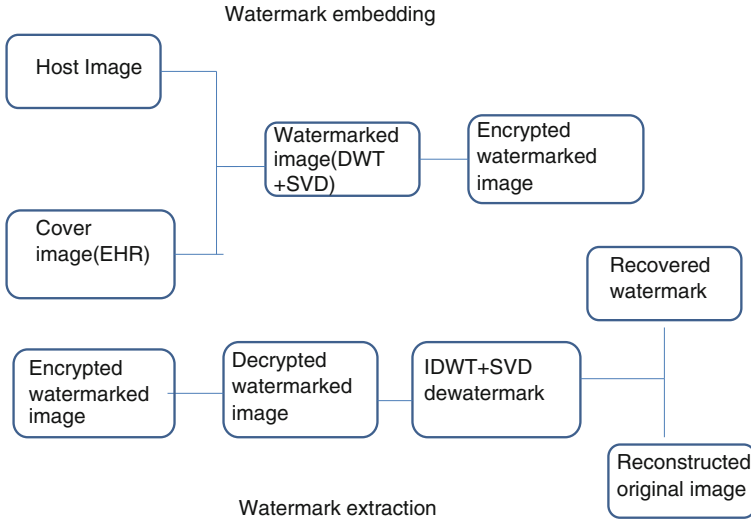 Watermark embedding
Host Image
Watermarked
image(DWT
+SVD)
Encrypted
watermarked
image
Cover
image(EHR)
Recovered
watermark
Encrypted
watermarked
image
Decrypted
watermarked
image
IDWT+SVD
dewatermark
Reconstructed
original image
Watermark extraction